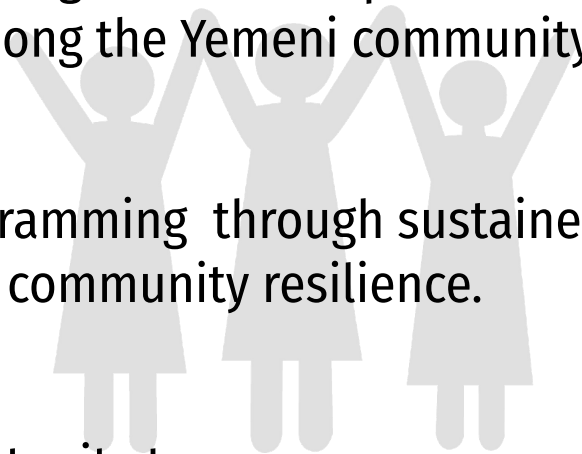 ong the Yemeni community
ramming through sustaine
community resilience.